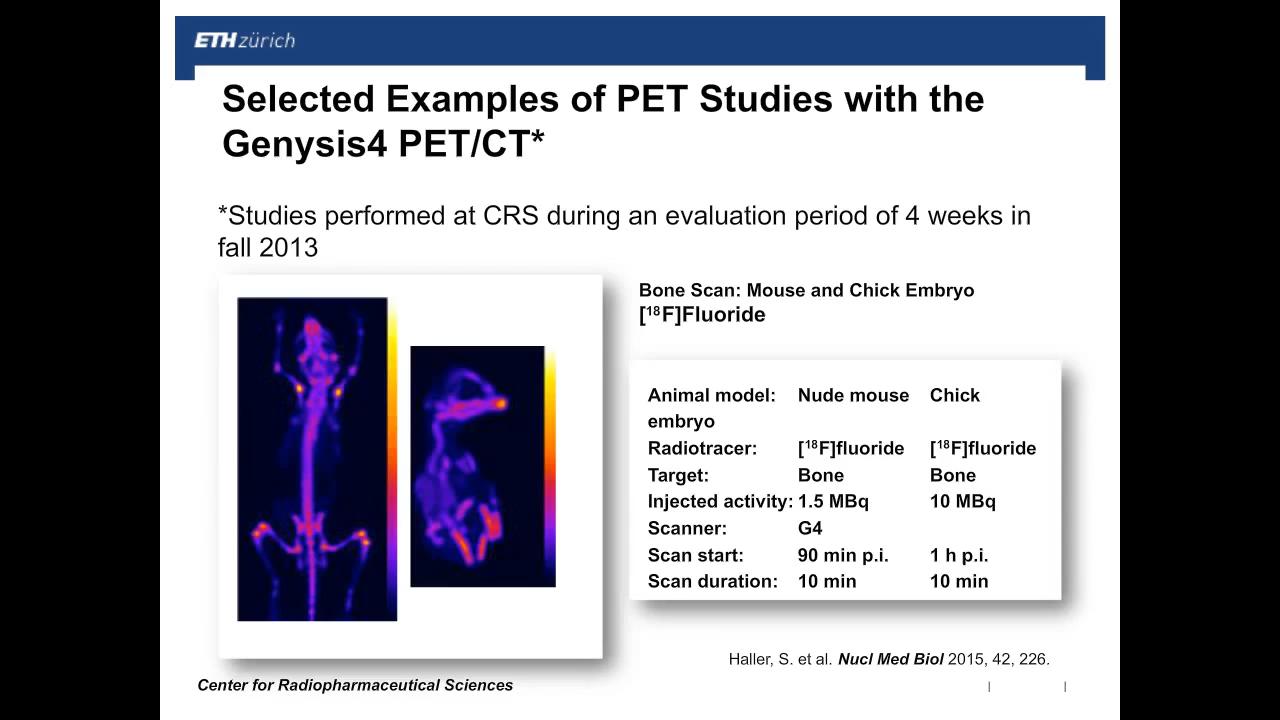 ETH zürich
Selected Examples of PET Studies with the
Genysis4 PET/CT*
*Studies performed at CRS during an evaluation period of 4 weeks in
fall 2013
Bone Scan: Mouse and Chick Embryo
[¹⁸F]Fluoride
Animal model: Nude mouse Chick
embryo
Radiotracer: [¹⁸F]fluoride [¹⁸F]fluoride
Target: Bone Bone
Injected activity: 1.5 MBq 10 MBq
Scanner: G4
Scan start: 90 min p.i. 1 h p.i.
Scan duration: 10 min 10 min
Haller, S. et al. Nucl Med Biol 2015, 42, 226.
Center for Radiopharmaceutical Sciences